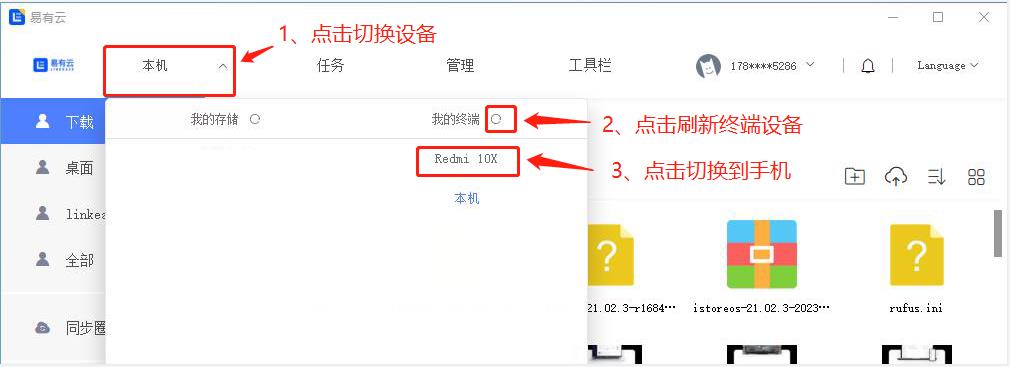 易有云
1、点击切换设备
易有云
LINKEASE
本机
任务
管理
工具栏
178****5286
Language
下载
我的存储
我的终端
2、点击刷新终端设备
桌面
Redmi 10X
3、点击切换到手机
本机
linkea
全部
?
?
21.02.3-r1684···
istoreos-21.02.3-2023···
rufus.ini
同步圈